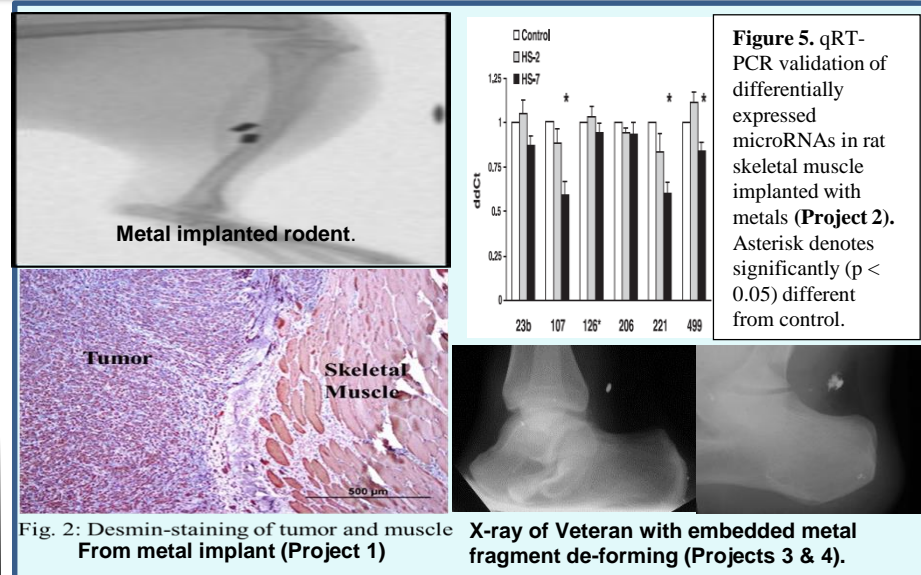 Metal implanted rodent.
Control
HS-2
HS-7
ddCt
1,25
1
0,75
0,5
0,25
0
*
*
*
23b 107 126* 206 221 499
Figure 5. qRT-
PCR validation of
differentially
expressed
microRNAs in rat
skeletal muscle
implanted with
metals (Project 2).
Asterisk denotes
significantly (p <
0.05) different
from control.
Tumor
Skeletal
Muscle
500 µm
Fig. 2: Desmin-staining of tumor and muscle
From metal implant (Project 1)
X-ray of Veteran with embedded metal
fragment de-forming (Projects 3 & 4).